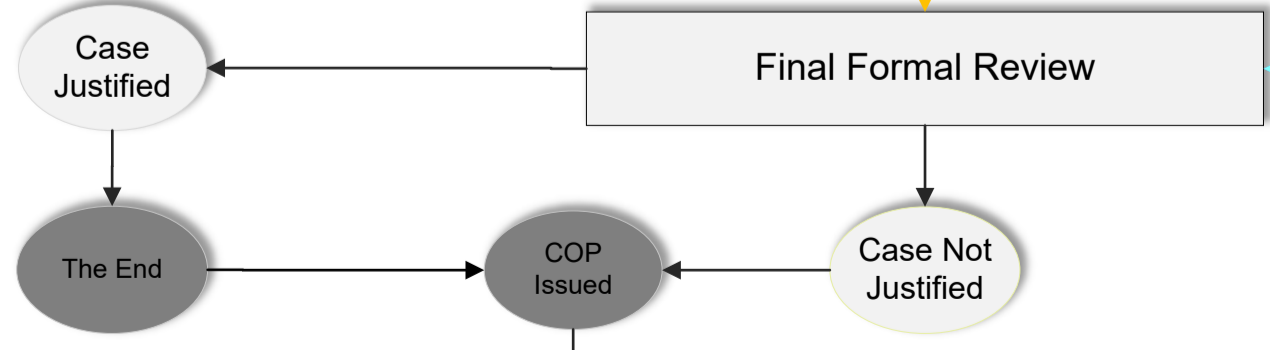 Case
Justified
Final Formal Review
The End
COP
Issued
Case Not
Justified